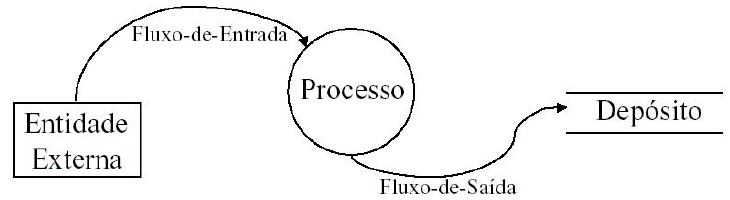 Fluxo-de-Entrada
Processo
Entidade
Externa
Depósito
Fluxo-de-Saída